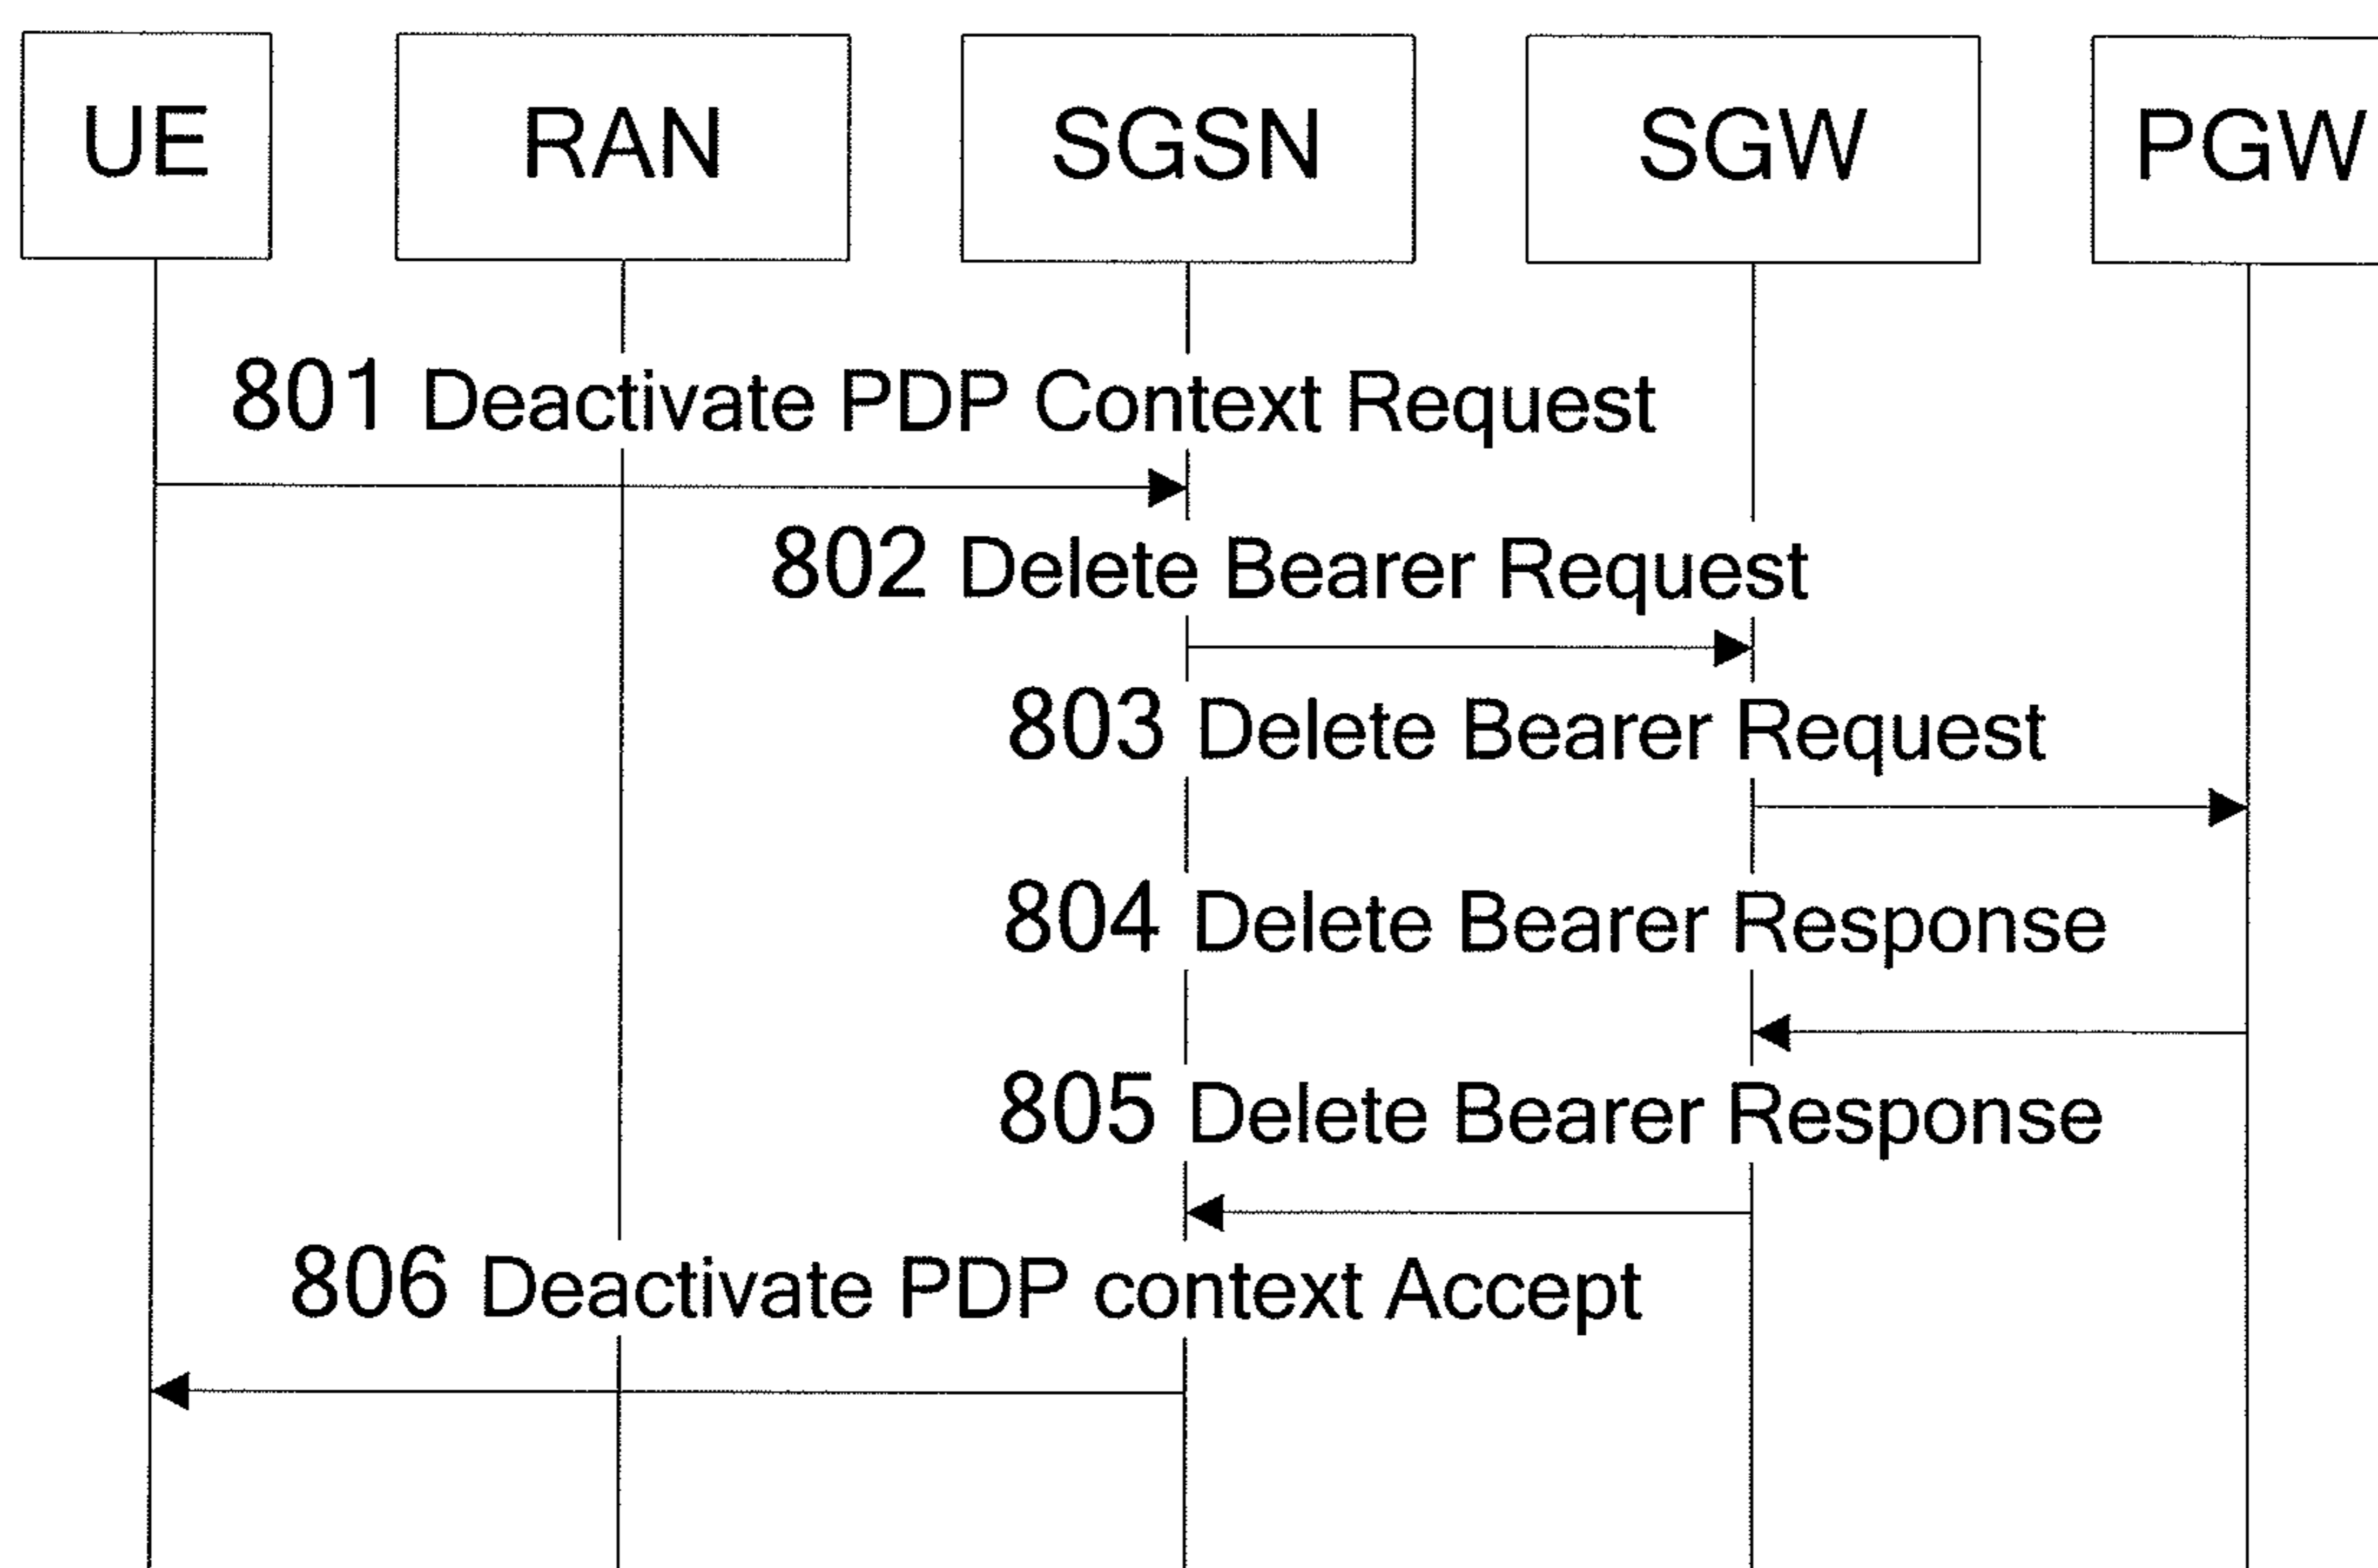 UE RAN SGSN SGW PGW
801 Deactivate PDP Context Request
802 Delete Bearer Request
803 Delete Bearer Request
804 Delete Bearer Response
805 Delete Bearer Response
806 Deactivate PDP context Accept